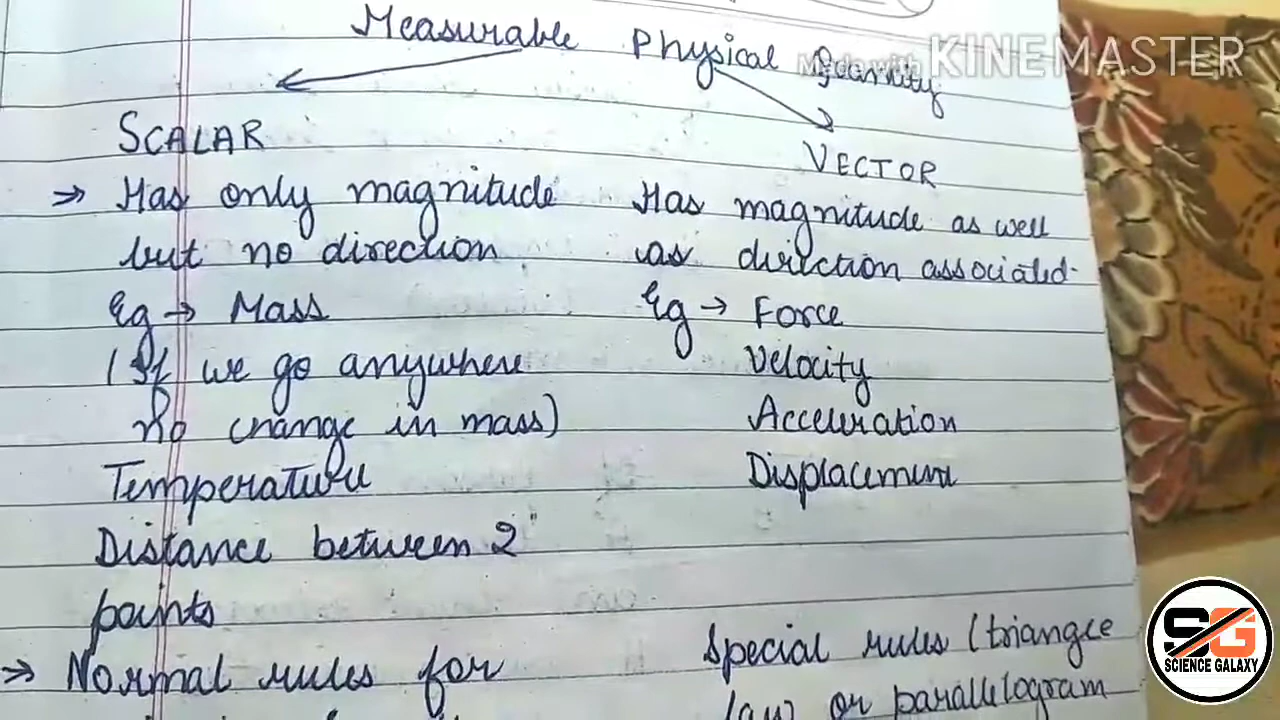 Measurable Physical Quantity
Made with KINEMASTER
SCALAR
VECTOR
⇒ Has only magnitude
but no direction
Eg → Mass
(If we go anywhere
no change in mass)
Temperature
Distance between 2
points
⇒ Normal rules for
Has magnitude as well
as direction associated.
Eg → Force
Velocity
Acceleration
Displacement
Special rules (triangle
law or parallelogram
SG
SCIENCE GALAXY